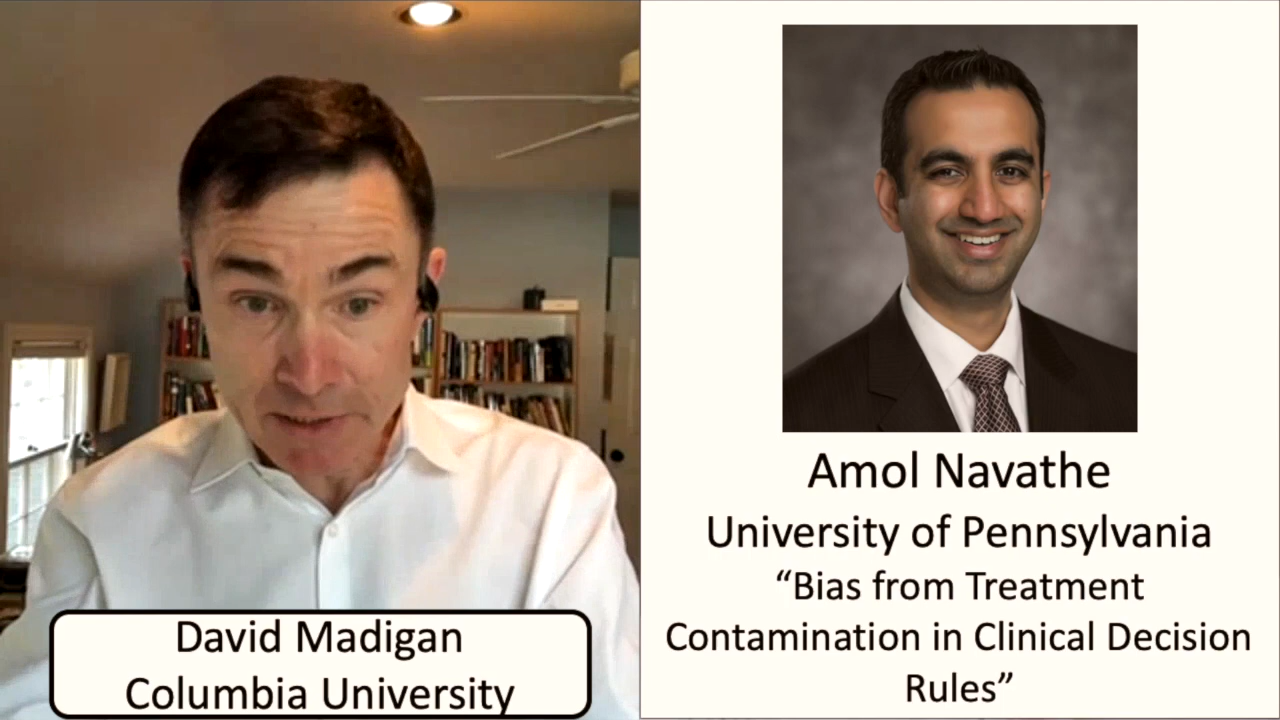 David Madigan
Columbia University
Amol Navathe
University of Pennsylvania
“Bias from Treatment
Contamination in Clinical Decision
Rules”